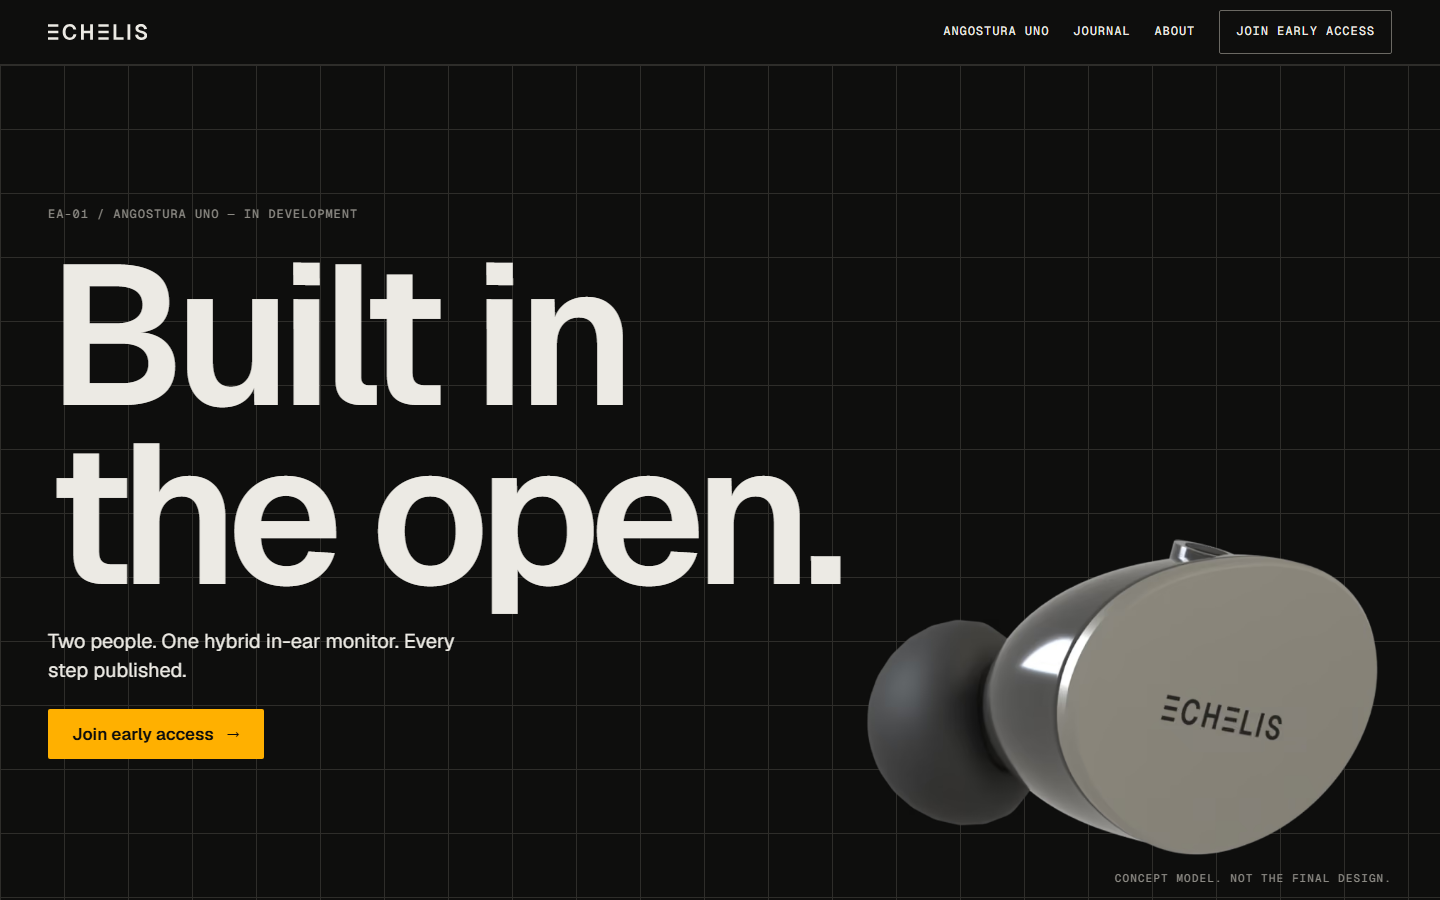 ECHELIS
ANGOSTURA UNO
JOURNAL
ABOUT
JOIN EARLY ACCESS
EA-01 / ANGOSTURA UNO — IN DEVELOPMENT
Built in
the open.
Two people. One hybrid in-ear monitor. Every
step published.
Join early access →
ECHELIS
CONCEPT MODEL. NOT THE FINAL DESIGN.